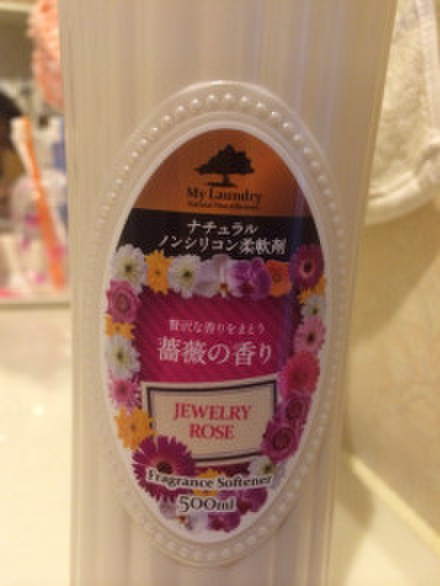 My Laundry
ナチュラル
ノンシリコン柔軟剤
贅沢な香りをまとう
薔薇の香り
JEWELRY
ROSE
Fragrance Softener
500ml